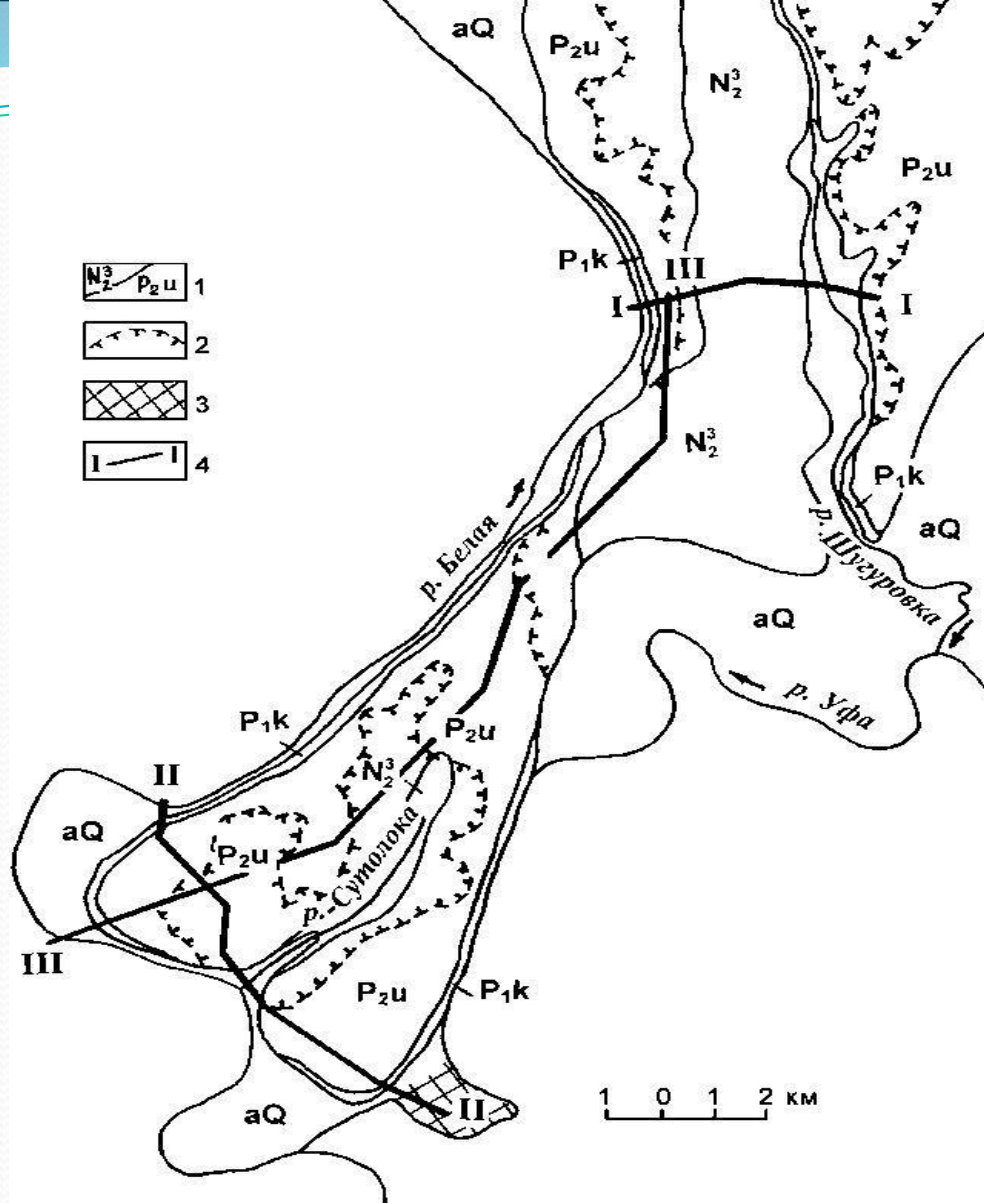 aQ
P₂u
N₂³
P₂u
N₂³ P₂u 1
2
3
I I 4
P₁k
I III
I
N₂³
P₁k
р. Белая
р. Шугуровка
aQ
aQ
р. Уфа
P₁k
P₂u
II
N₂³
aQ
P₂u
р. Сутолока
III
P₂u
P₁k
aQ
II
1 0 1 2 км